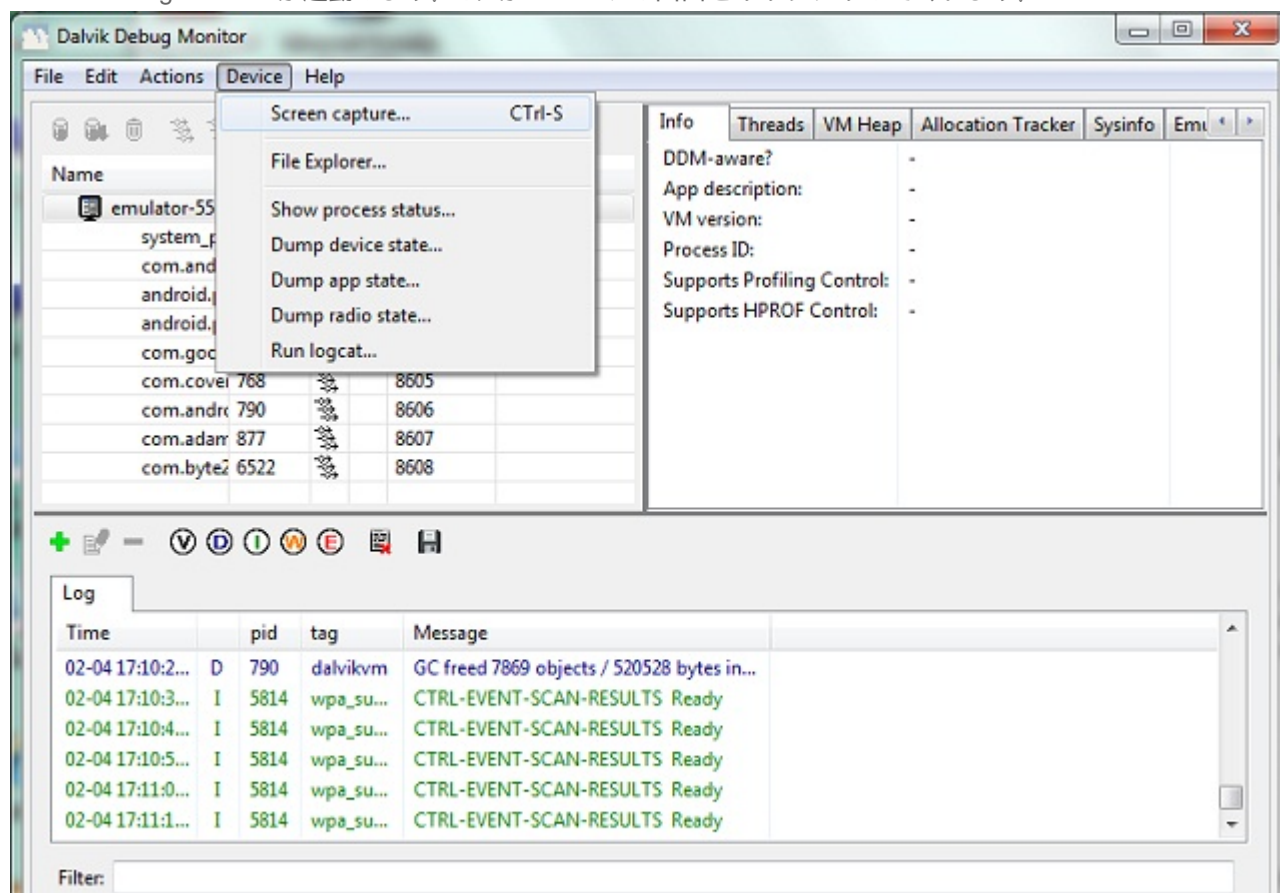 Dalvik Debug Monitor
File Edit Actions Device Help
Screen capture... CTrl-S
File Explorer...
Show process status...
Dump device state...
Dump app state...
Dump radio state...
Run logcat...
Name
emulator-55
system_p
com.and
android.p
android.p
com.goo
com.cove 768 8605
com.andr 790 8606
com.adam 877 8607
com.byte2 6522 8608
Info Threads VM Heap Allocation Tracker Sysinfo Emu
DDM-aware? -
App description: -
VM version: -
Process ID: -
Supports Profiling Control: -
Supports HPROF Control: -
V D I W E
Log
Time pid tag Message
02-04 17:10:2... D 790 dalvikvm GC freed 7869 objects / 520528 bytes in...
02-04 17:10:3... I 5814 wpa_su... CTRL-EVENT-SCAN-RESULTS Ready
02-04 17:10:4... I 5814 wpa_su... CTRL-EVENT-SCAN-RESULTS Ready
02-04 17:10:5... I 5814 wpa_su... CTRL-EVENT-SCAN-RESULTS Ready
02-04 17:11:0... I 5814 wpa_su... CTRL-EVENT-SCAN-RESULTS Ready
02-04 17:11:1... I 5814 wpa_su... CTRL-EVENT-SCAN-RESULTS Ready
Filter: